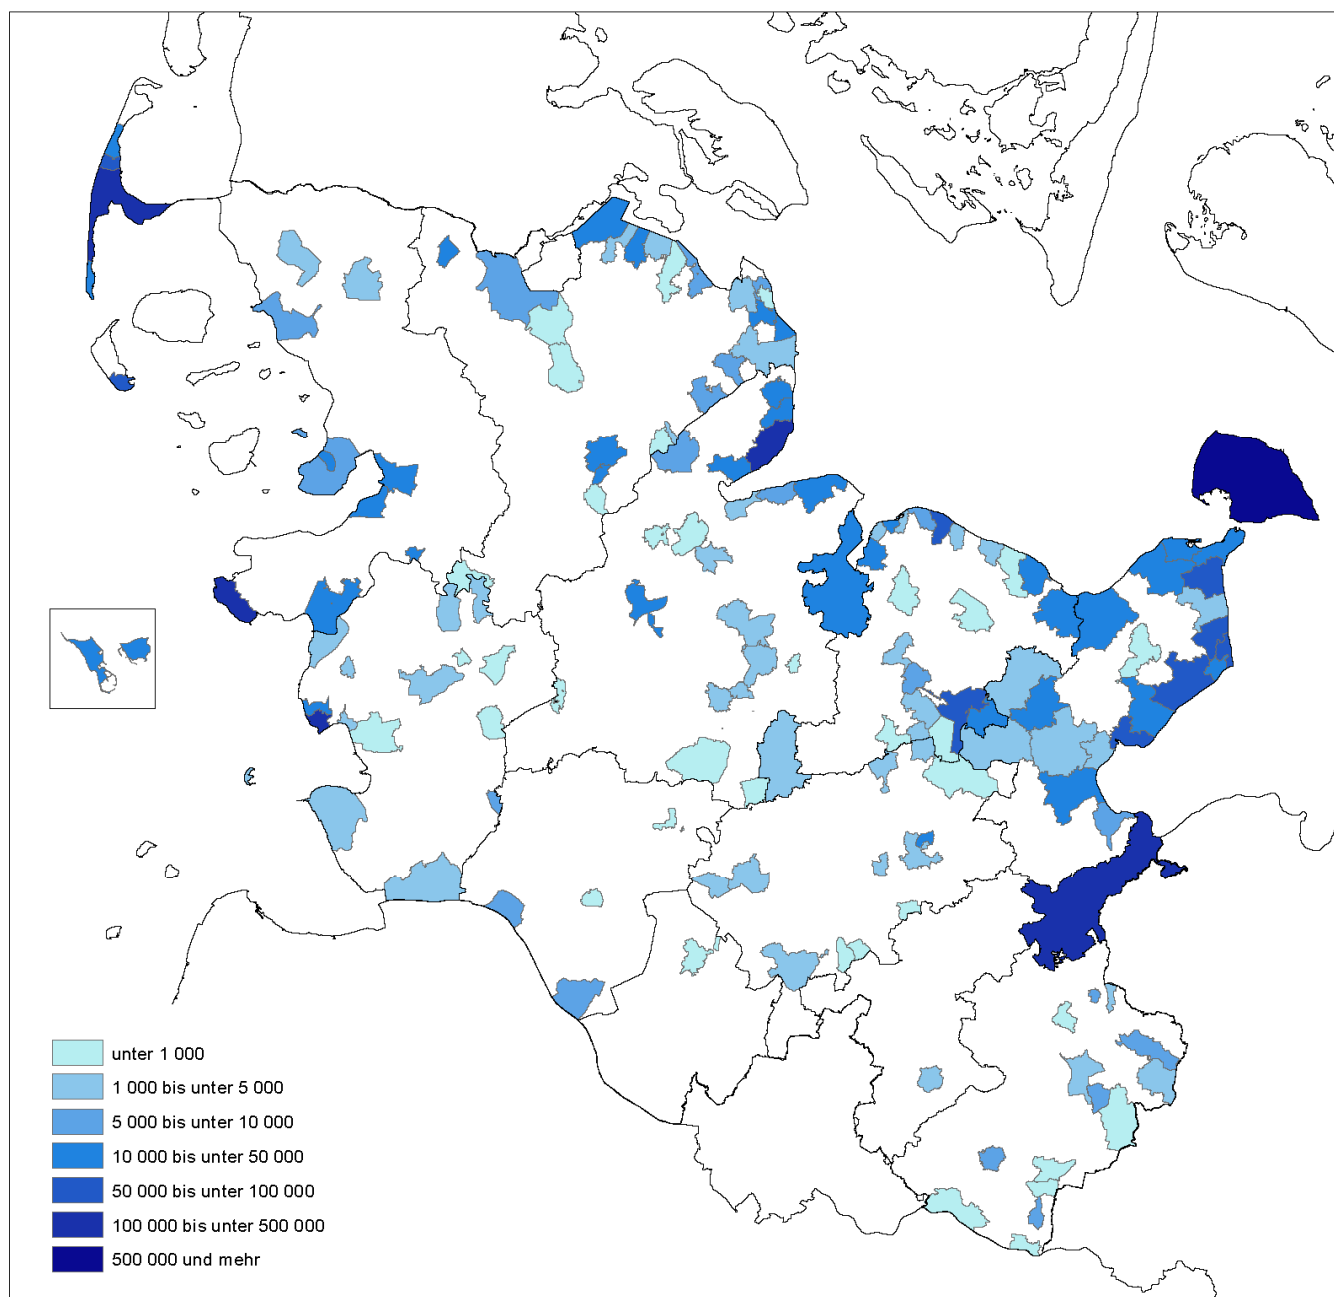 unter 1 000
1 000 bis unter 5 000
5 000 bis unter 10 000
10 000 bis unter 50 000
50 000 bis unter 100 000
100 000 bis unter 500 000
500 000 und mehr